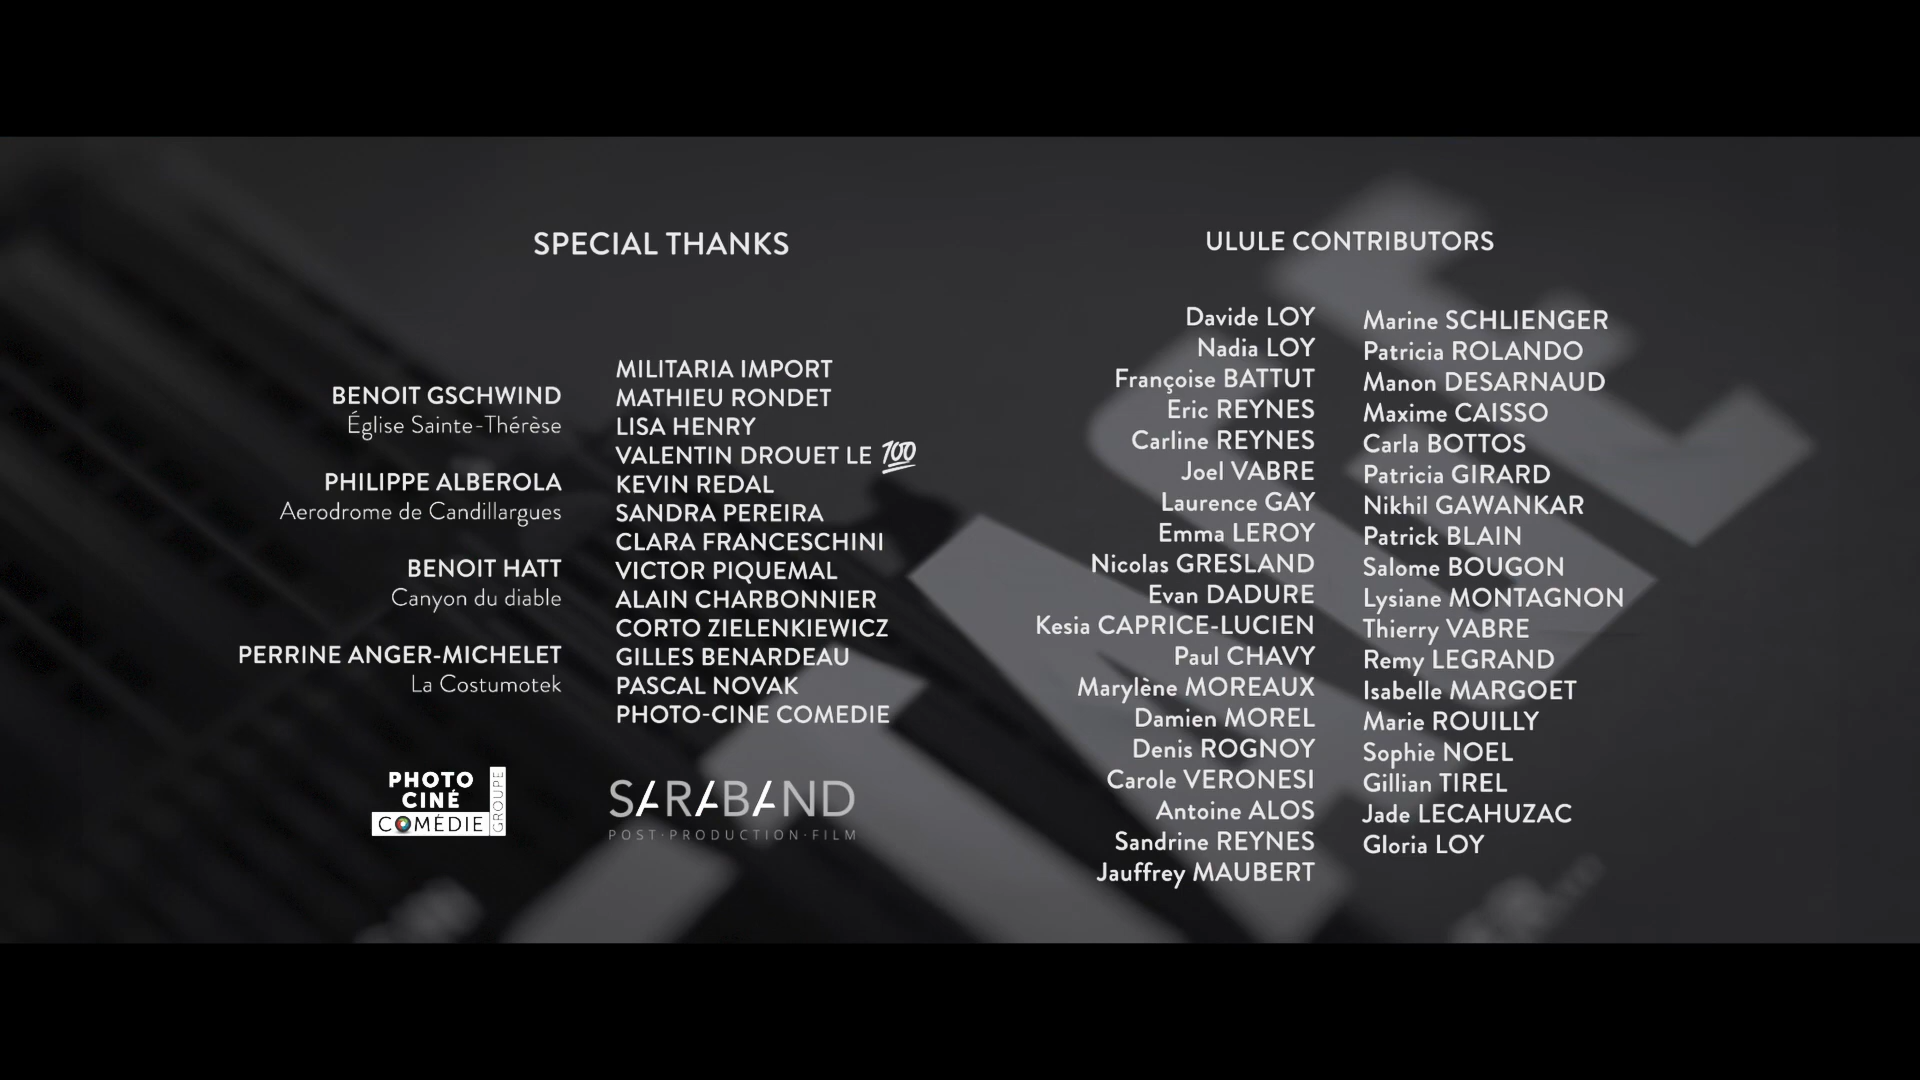 SPECIAL THANKS
BENOIT GSCHWIND
Église Sainte-Thérèse
PHILIPPE ALBEROLA
Aerodrome de Candillargues
BENOIT HATT
Canyon du diable
PERRINE ANGER-MICHELET
La Costumotek
MILITARIA IMPORT
MATHIEU RONDET
LISA HENRY
VALENTIN DROUET LE 💯
KEVIN REDAL
SANDRA PEREIRA
CLARA FRANCESCHINI
VICTOR PIQUEMAL
ALAIN CHARBONNIER
CORTO ZIELENKIEWICZ
GILLES BENARDEAU
PASCAL NOVAK
PHOTO-CINE COMEDIE
PHOTO
CINÉ
COMÉDIE
GROUPE
SARABAND
POST·PRODUCTION·FILM
ULULE CONTRIBUTORS
Davide LOY
Nadia LOY
Françoise BATTUT
Eric REYNES
Carline REYNES
Joel VABRE
Laurence GAY
Emma LEROY
Nicolas GRESLAND
Evan DADURE
Kesia CAPRICE-LUCIEN
Paul CHAVY
Marylène MOREAUX
Damien MOREL
Denis ROGNOY
Carole VERONESI
Antoine ALOS
Sandrine REYNES
Jauffrey MAUBERT
Marine SCHLIENGER
Patricia ROLANDO
Manon DESARNAUD
Maxime CAISSO
Carla BOTTOS
Patricia GIRARD
Nikhil GAWANKAR
Patrick BLAIN
Salome BOUGON
Lysiane MONTAGNON
Thierry VABRE
Remy LEGRAND
Isabelle MARGOET
Marie ROUILLY
Sophie NOEL
Gillian TIREL
Jade LECAHUZAC
Gloria LOY